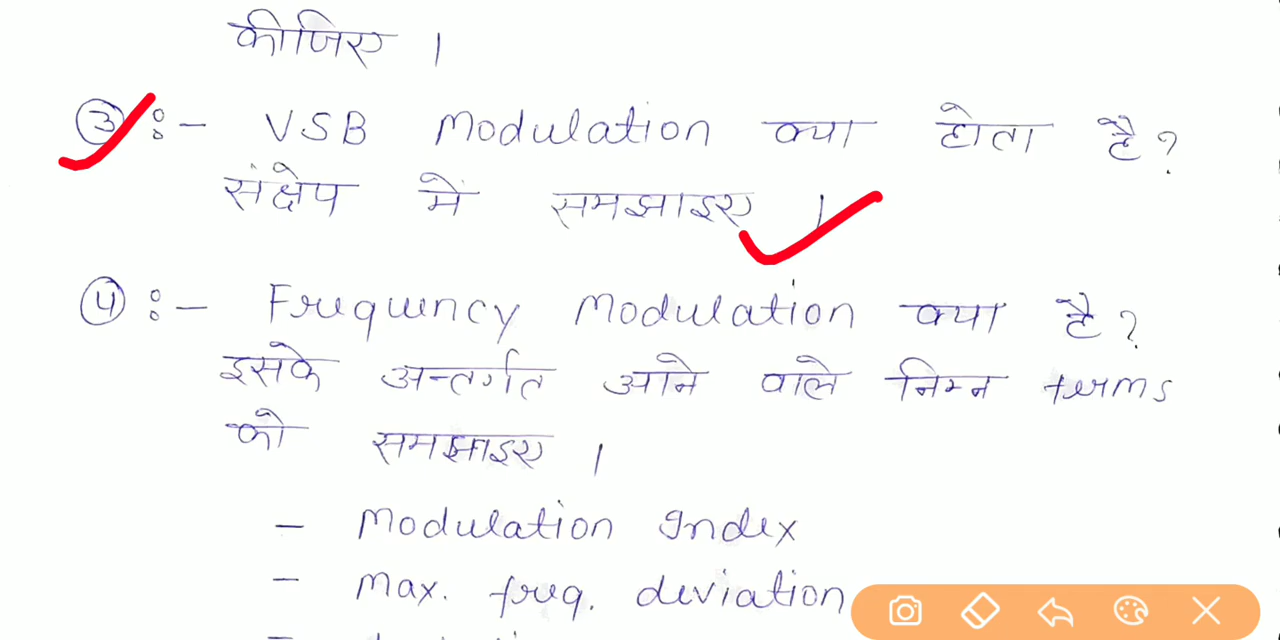 कीजिए ।
③ :- VSB Modulation क्या होता है?
संक्षेप में समझाइए ।
④ :- Frequency Modulation क्या है?
इसके अन्तर्गत आने वाले निम्न terms
को समझाइए ।
- Modulation Index
- Max. freq. deviation